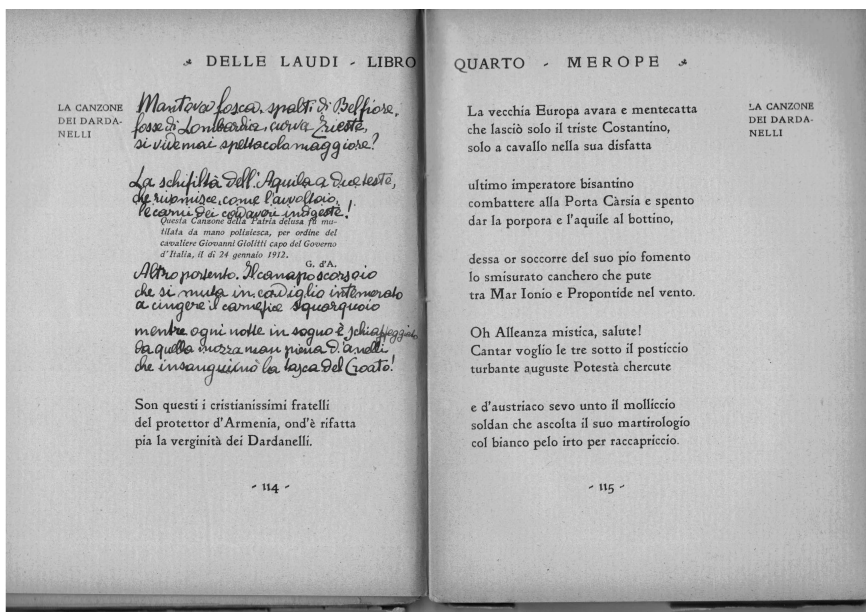 DELLE LAUDI - LIBRO
LA CANZONE
DEI DARDA-
NELLI
Mantova fosca, spalti di Belfiore,
fosse di Lombardia, curva Trieste,
si vide mai spettacolo maggiore?
La schifiltà dell'Aquila a due teste,
che rivomisce, come l'avvoltoio,
le carni dei cadaveri indigeste!
Questa Canzone della Patria delusa fu mu-
tilata da mano poliziesca, per ordine del
cavaliere Giovanni Giolitti capo del Governo
d'Italia, il dì 24 gennaio 1912.
G. d'A.
Altro portento. Il canapo scorsoio
che si muta in cordiglio intemerato
a cingere il carnefice squarquoio
mentre ogni notte in sogno è schiaffeggiato
da quella mozza man piena d'anelli
che insanguinò la tasca del Croato!
Son questi i cristianissimi fratelli
del protettor d'Armenia, ond'è rifatta
pia la verginità dei Dardanelli.
- 114 -
QUARTO - MEROPE
LA CANZONE
DEI DARDA-
NELLI
La vecchia Europa avara e mentecatta
che lasciò solo il triste Costantino,
solo a cavallo nella sua disfatta
ultimo imperatore bisantino
combattere alla Porta Càrsia e spento
dar la porpora e l'aquile al bottino,
dessa or soccorre del suo pio fomento
lo smisurato canchero che pute
tra Mar Ionio e Propontide nel vento.
Oh Alleanza mistica, salute!
Cantar voglio le tre sotto il posticcio
turbante auguste Potestà chercute
e d'austriaco sevo unto il molliccio
soldan che ascolta il suo martirologio
col bianco pelo irto per raccapriccio.
- 115 -